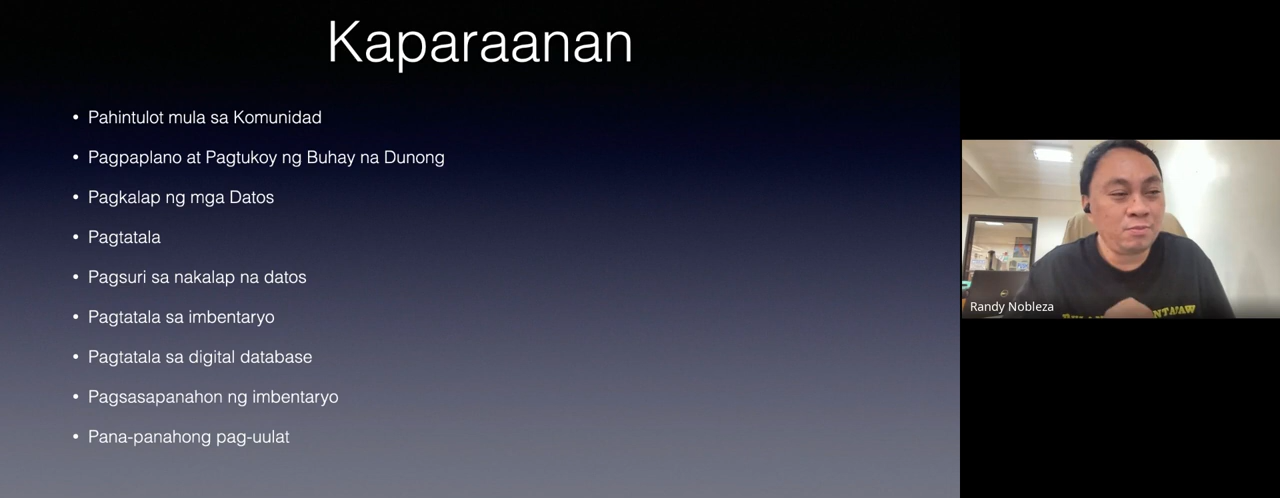 Kaparaanan
• Pahintulot mula sa Komunidad
• Pagpaplano at Pagtukoy ng Buhay na Dunong
• Pagkalap ng mga Datos
• Pagtatala
• Pagsuri sa nakalap na datos
• Pagtatala sa imbentaryo
• Pagtatala sa digital database
• Pagsasapanahon ng imbentaryo
• Pana-panahong pag-uulat
Randy Nobleza